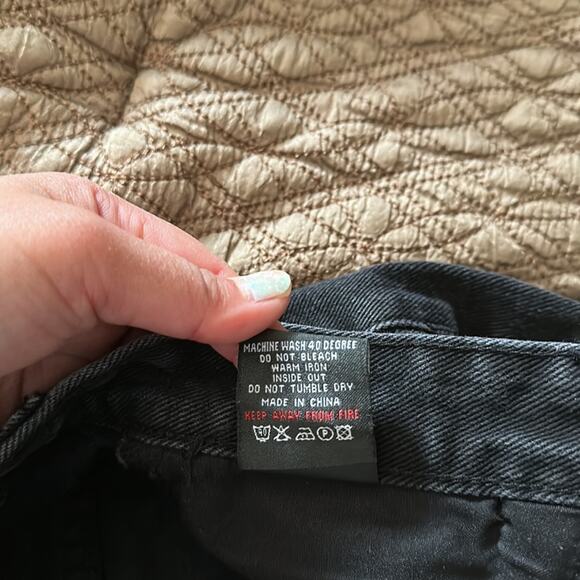 MACHINE WASH 40 DEGREE
DO NOT BLEACH
WARM IRON
INSIDE OUT
DO NOT TUMBLE DRY
MADE IN CHINA
KEEP AWAY FROM FIRE
40 P